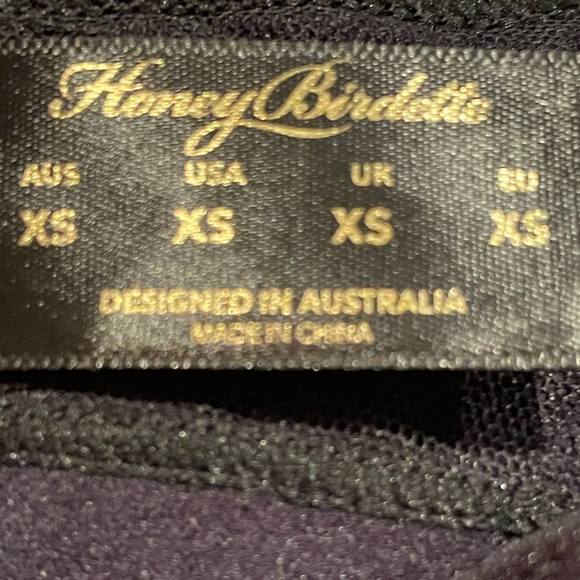 Honey Birdette
AUS USA UK EU
XS XS XS XS
DESIGNED IN AUSTRALIA
MADE IN CHINA